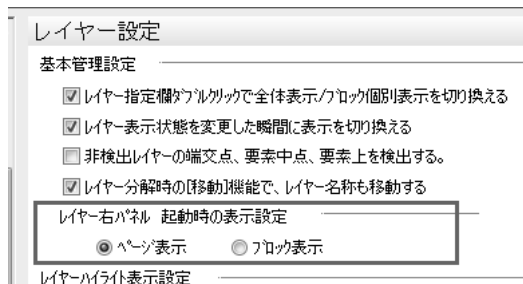 レイヤー設定
基本管理設定
ﾚｲﾔｰ指定欄ﾀﾞﾌﾞﾙｸﾘｯｸで全体表示/ﾌﾞﾛｯｸ個別表示を切り換える
ﾚｲﾔｰ表示状態を変更した瞬間に表示を切り換える
非検出ﾚｲﾔｰの端交点、要素中点、要素上を検出する。
ﾚｲﾔｰ分解時の[移動]機能で、ﾚｲﾔｰ名称も移動する
ﾚｲﾔｰ右ﾊﾟﾈﾙ 起動時の表示設定
ﾍﾟｰｼﾞ表示 ﾌﾞﾛｯｸ表示
ﾚｲﾔｰﾊｲﾗｲﾄ表示設定